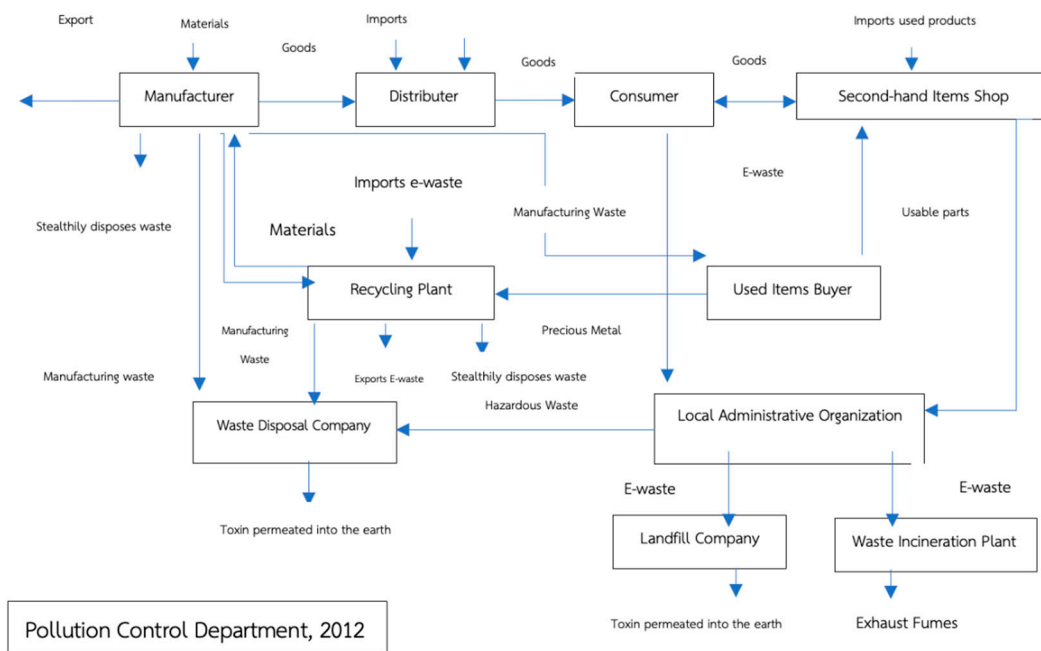 Export
Materials
Imports
Imports used products
Goods
Goods
Goods
Manufacturer
Distributer
Consumer
Second-hand Items Shop
Imports e-waste
E-waste
Stealthily disposes waste
Manufacturing Waste
Usable parts
Materials
Recycling Plant
Used Items Buyer
Manufacturing
Waste
Precious Metal
Manufacturing waste
Exports E-waste
Stealthily disposes waste
Hazardous Waste
Waste Disposal Company
Local Administrative Organization
E-waste
E-waste
Toxin permeated into the earth
Landfill Company
Waste Incineration Plant
Toxin permeated into the earth
Exhaust Fumes
Pollution Control Department, 2012